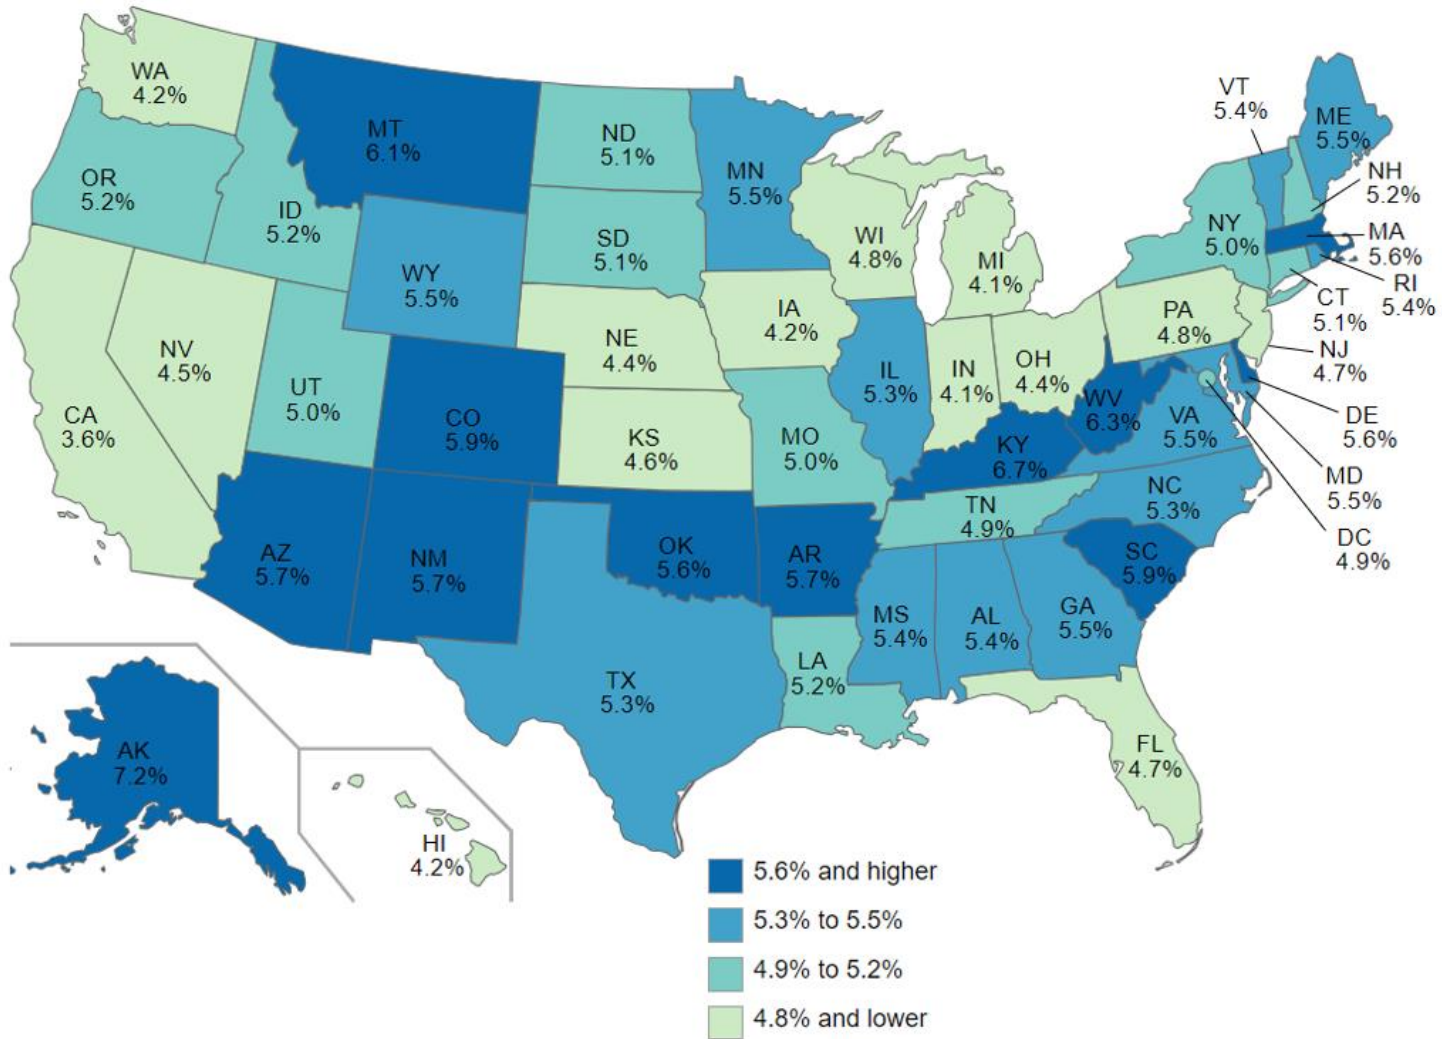 WA
4.2%
MT
6.1%
ND
5.1%
MN
5.5%
VT
5.4%
ME
5.5%
OR
5.2%
ID
5.2%
NH
5.2%
WY
5.5%
SD
5.1%
WI
4.8%
MI
4.1%
NY
5.0%
MA
5.6%
RI
5.4%
CT
5.1%
NV
4.5%
UT
5.0%
CO
5.9%
NE
4.4%
IA
4.2%
IL
5.3%
IN
4.1%
OH
4.4%
PA
4.8%
NJ
4.7%
CA
3.6%
KS
4.6%
MO
5.0%
KY
6.7%
WV
6.3%
VA
5.5%
DE
5.6%
MD
5.5%
DC
4.9%
AZ
5.7%
NM
5.7%
OK
5.6%
AR
5.7%
TN
4.9%
NC
5.3%
SC
5.9%
TX
5.3%
LA
5.2%
MS
5.4%
AL
5.4%
GA
5.5%
FL
4.7%
AK
7.2%
HI
4.2%
5.6% and higher
5.3% to 5.5%
4.9% to 5.2%
4.8% and lower